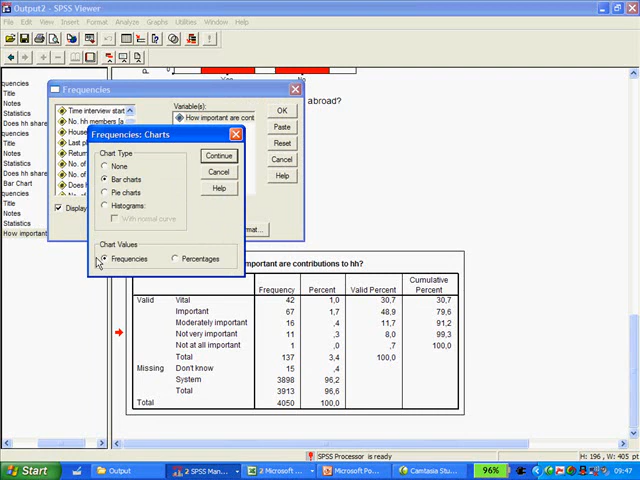 Output2 - SPSS Viewer
File Edit View Insert Format Analyze Graphs Utilities Window Help
quencies
Title
Notes
Statistics
Does hh share
quencies
Title
Notes
Statistics
Does hh share
Bar Chart
quencies
Title
Notes
Statistics
How important
Yes No
abroad?
Frequencies
Time interview start
No. hh members [a
House
Last pl
Return
No. of
Does h
No. of
Variable(s):
How important are cont
OK
Paste
Reset
Cancel
Help
Display
ormat...
Frequencies: Charts
Chart Type
None
Bar charts
Pie charts
Histograms:
With normal curve
Continue
Cancel
Help
Chart Values
Frequencies Percentages
mportant are contributions to hh?
Frequency Percent Valid Percent Cumulative Percent
Valid Vital 42 1,0 30,7 30,7
Important 67 1,7 48,9 79,6
Moderately important 16 ,4 11,7 91,2
Not very important 11 ,3 8,0 99,3
Not at all important 1 ,0 ,7 100,0
Total 137 3,4 100,0
Missing Don't know 15 ,4
System 3898 96,2
Total 3913 96,6
Total 4050 100,0
SPSS Processor is ready
H: 196 , W: 405 pt
Start
Output
2 SPSS Man...
2 Microsoft ...
Microsoft Po...
Camtasia Stu...
96%
09:47